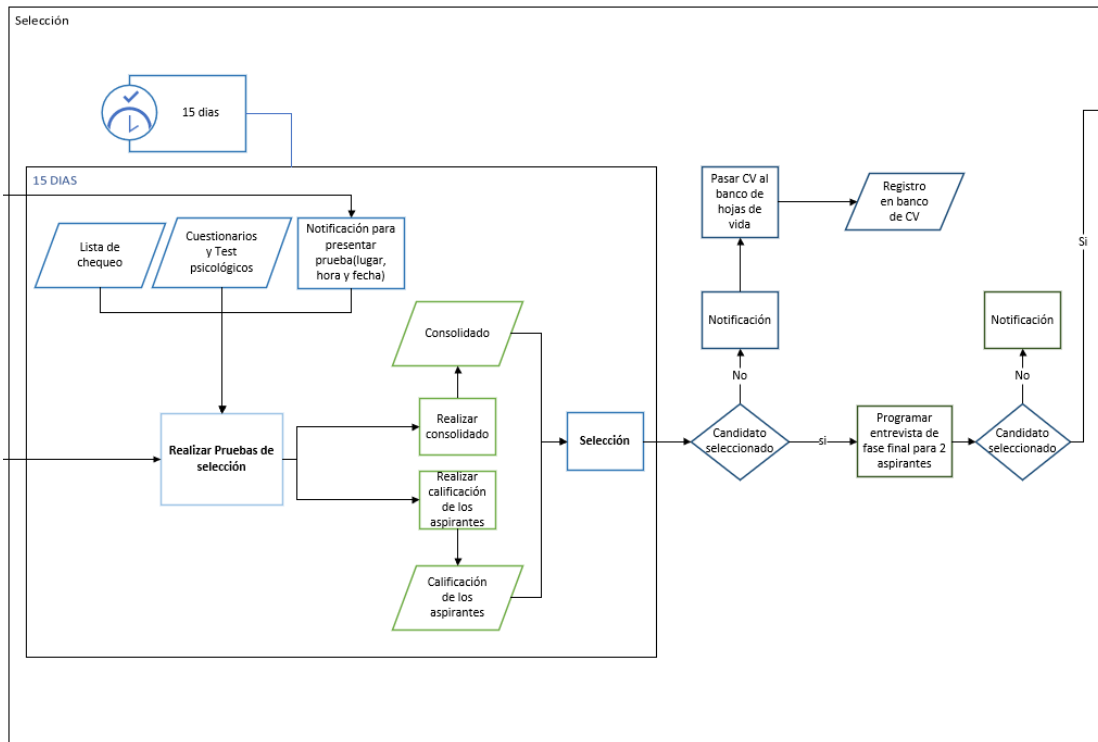 Selección
15 dias
15 DIAS
Lista de
chequeo
Cuestionarios
y Test
psicológicos
Notificación para
presentar
prueba(lugar,
hora y fecha)
Consolidado
Realizar Pruebas de
selección
Realizar
consolidado
Realizar
calificación
de los
aspirantes
Calificación
de los
aspirantes
Selección
Pasar CV al
banco de
hojas de
vida
Registro
en banco
de CV
Notificación
No
Candidato
seleccionado
si
Programar
entrevista de
fase final para 2
aspirantes
Notificación
No
Candidato
seleccionado
Si